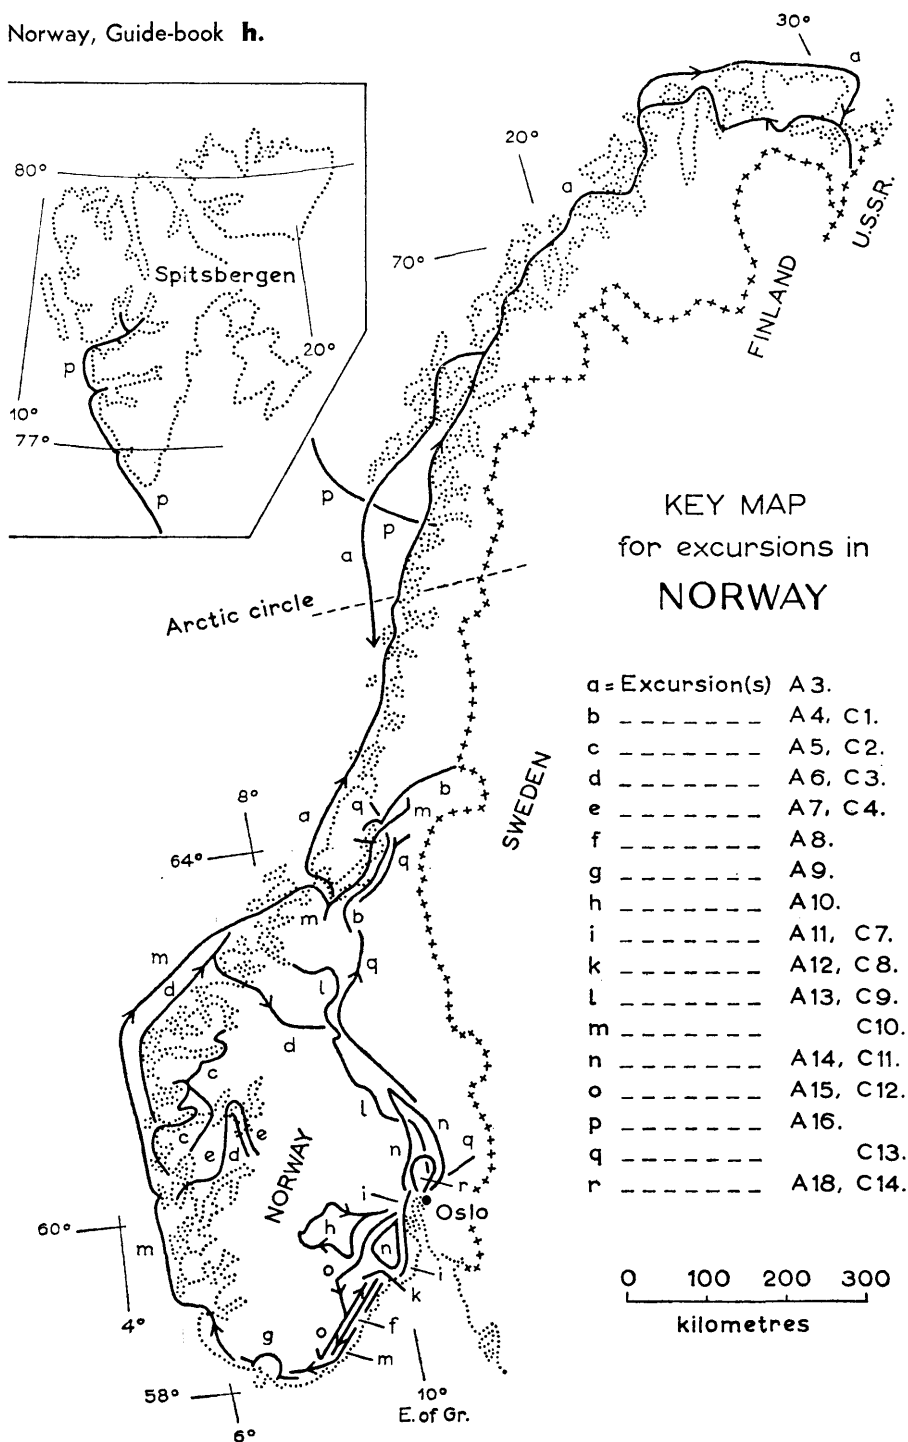 Norway, Guide-book h.
30°
a
20°
80°
a
U.S.S.R.
70°
FINLAND
Spitsbergen
20°
p
10°
77°
p
p
p
a
KEY MAP
for excursions in
NORWAY
Arctic circle
a = Excursion(s) A3.
b _ _ _ _ _ _ _ A4, C1.
c _ _ _ _ _ _ _ A5, C2.
d _ _ _ _ _ _ _ A6, C3.
e _ _ _ _ _ _ _ A7, C4.
f _ _ _ _ _ _ _ A8.
g _ _ _ _ _ _ _ A9.
h _ _ _ _ _ _ _ A10.
i _ _ _ _ _ _ _ A11, C7.
k _ _ _ _ _ _ _ A12, C8.
l _ _ _ _ _ _ _ A13, C9.
m _ _ _ _ _ _ _ C10.
n _ _ _ _ _ _ _ A14, C11.
o _ _ _ _ _ _ _ A15, C12.
p _ _ _ _ _ _ _ A16.
q _ _ _ _ _ _ _ C13.
r _ _ _ _ _ _ _ A18, C14.
SWEDEN
8°
b
a
q
m
64°
q
m
b
m
q
d
l
d
c
l
n
c
e
d
e
n
q
NORWAY
i
r
Oslo
60°
h
m
n
o
i
k
4°
0 100 200 300
kilometres
g
o
f
m
58°
10°
E. of Gr.
6°